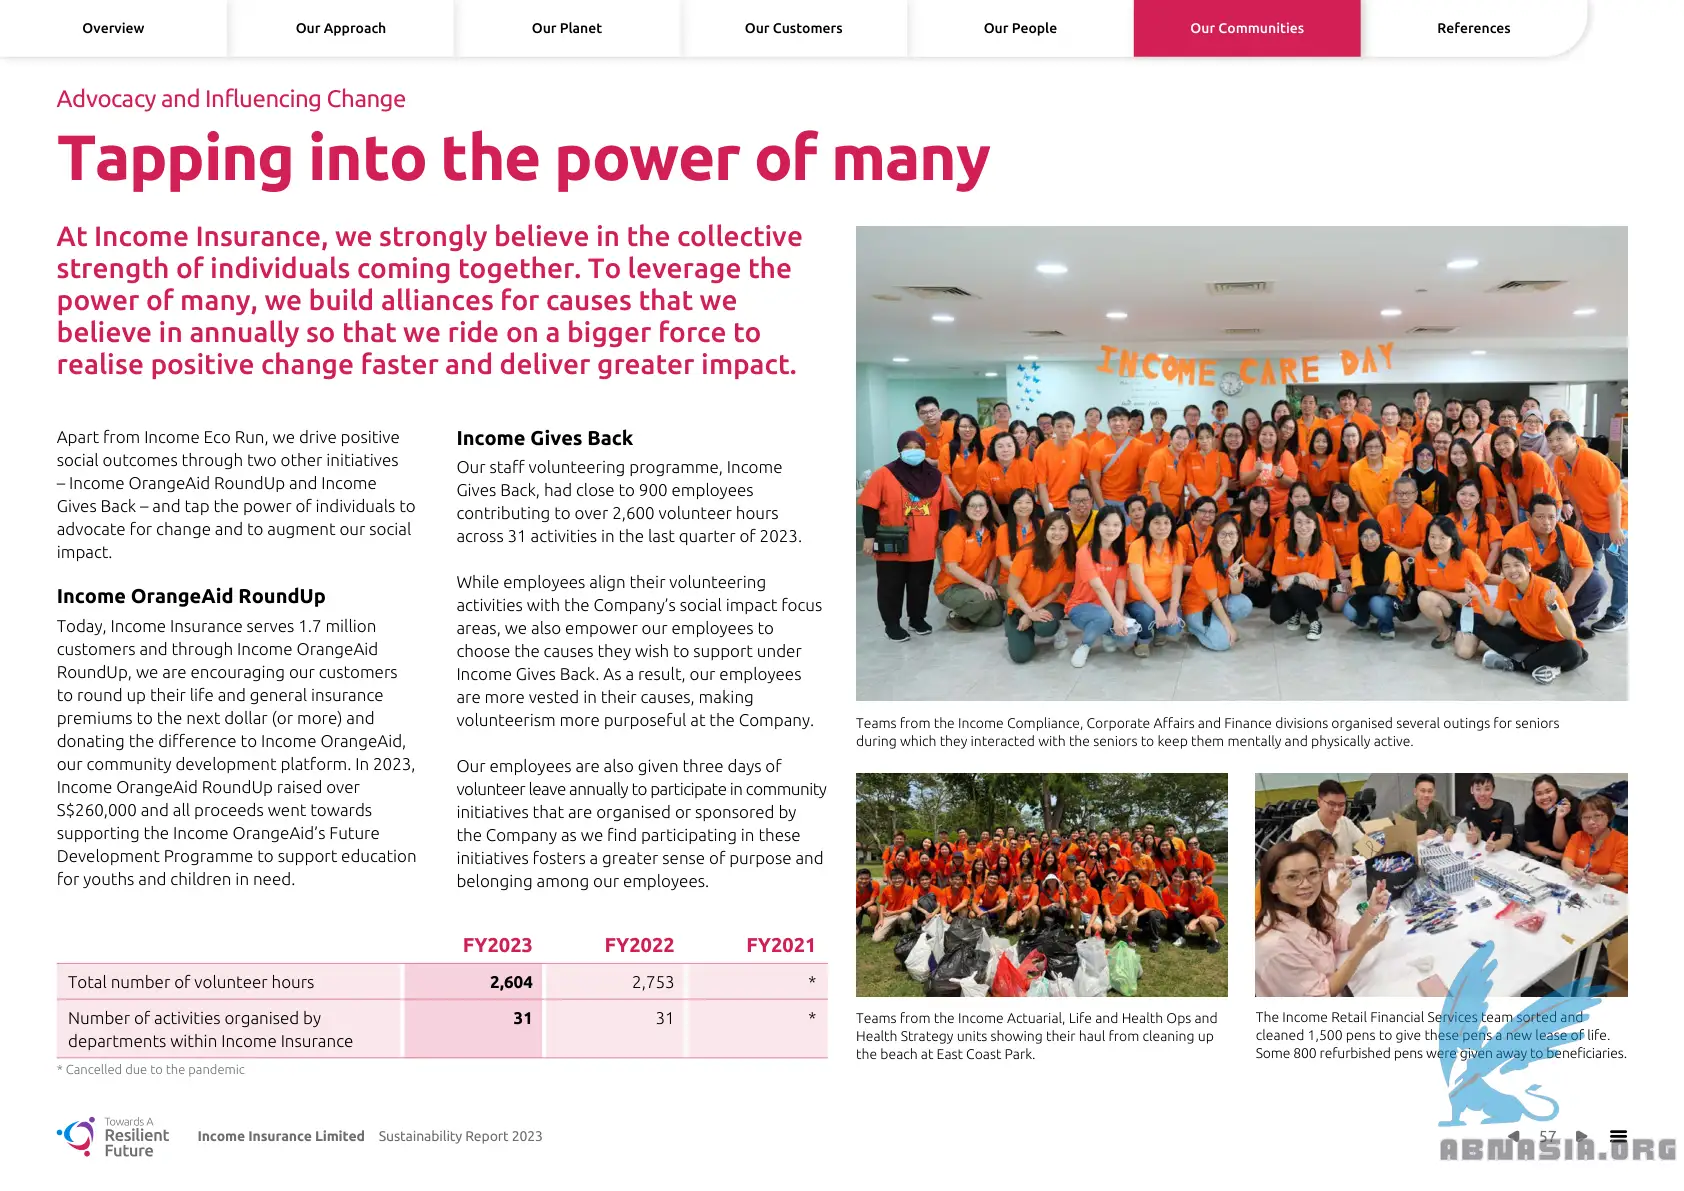 Overview
Our Approach
Our Planet
Our Customers
Our People
Our Communities
References
Advocacy and Influencing Change
Tapping into the power of many
At Income Insurance, we strongly believe in the collective
strength of individuals coming together. To leverage the
power of many, we build alliances for causes that we
believe in annually so that we ride on a bigger force to
realise positive change faster and deliver greater impact.
Apart from Income Eco Run, we drive positive
social outcomes through two other initiatives
– Income OrangeAid RoundUp and Income
Gives Back – and tap the power of individuals to
advocate for change and to augment our social
impact.
Income OrangeAid RoundUp
Today, Income Insurance serves 1.7 million
customers and through Income OrangeAid
RoundUp, we are encouraging our customers
to round up their life and general insurance
premiums to the next dollar (or more) and
donating the difference to Income OrangeAid,
our community development platform. In 2023,
Income OrangeAid RoundUp raised over
S$260,000 and all proceeds went towards
supporting the Income OrangeAid’s Future
Development Programme to support education
for youths and children in need.
Income Gives Back
Our staff volunteering programme, Income
Gives Back, had close to 900 employees
contributing to over 2,600 volunteer hours
across 31 activities in the last quarter of 2023.
While employees align their volunteering
activities with the Company’s social impact focus
areas, we also empower our employees to
choose the causes they wish to support under
Income Gives Back. As a result, our employees
are more vested in their causes, making
volunteerism more purposeful at the Company.
Our employees are also given three days of
volunteer leave annually to participate in community
initiatives that are organised or sponsored by
the Company as we find participating in these
initiatives fosters a greater sense of purpose and
belonging among our employees.
FY2023 FY2022 FY2021
Total number of volunteer hours 2,604 2,753 *
Number of activities organised by
departments within Income Insurance 31 31 *
* Cancelled due to the pandemic
INCOME CARE DAY
Teams from the Income Compliance, Corporate Affairs and Finance divisions organised several outings for seniors
during which they interacted with the seniors to keep them mentally and physically active.
Teams from the Income Actuarial, Life and Health Ops and
Health Strategy units showing their haul from cleaning up
the beach at East Coast Park.
The Income Retail Financial Services team sorted and
cleaned 1,500 pens to give these pens a new lease of life.
Some 800 refurbished pens were given away to beneficiaries.
Towards A
Resilient
Future
Income Insurance Limited Sustainability Report 2023
57
ABNASIA.ORG